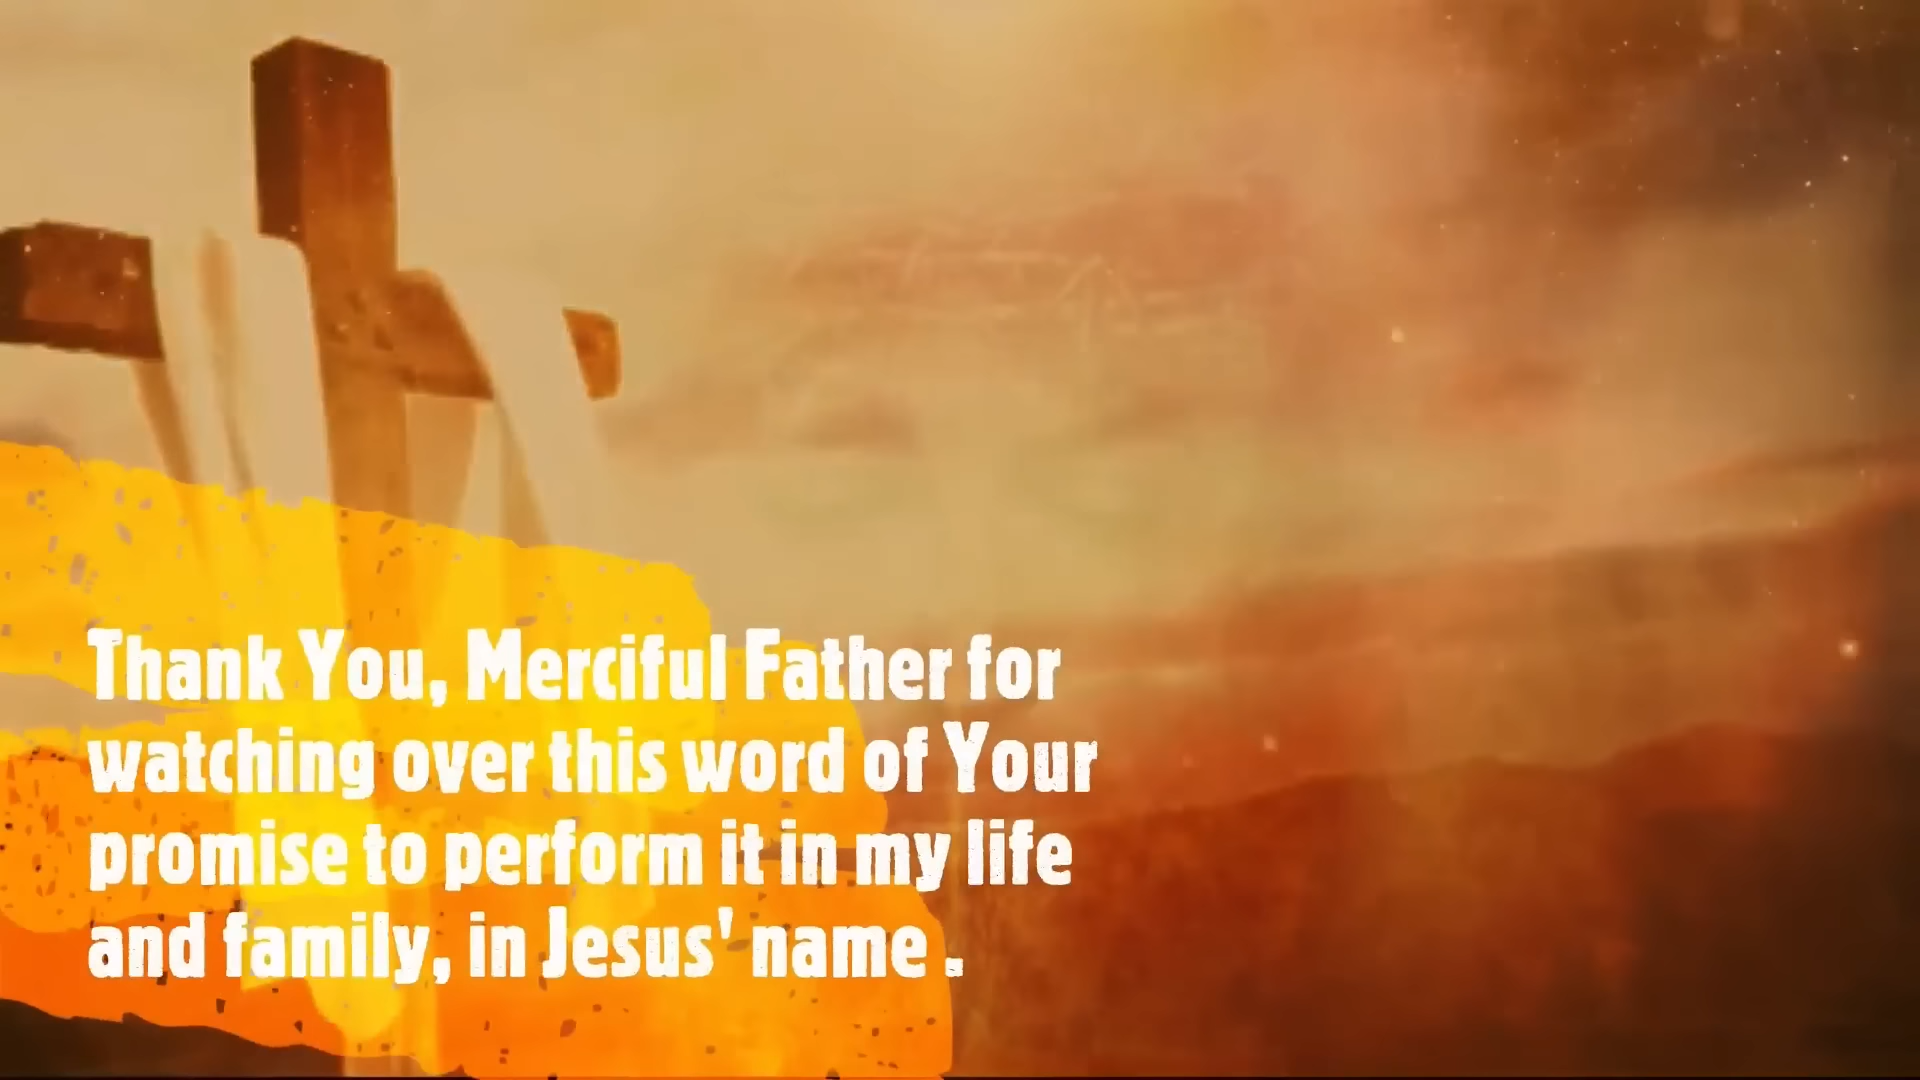 Thank You, Merciful Father for
watching over this word of Your
promise to perform it in my life
and family, in Jesus' name .